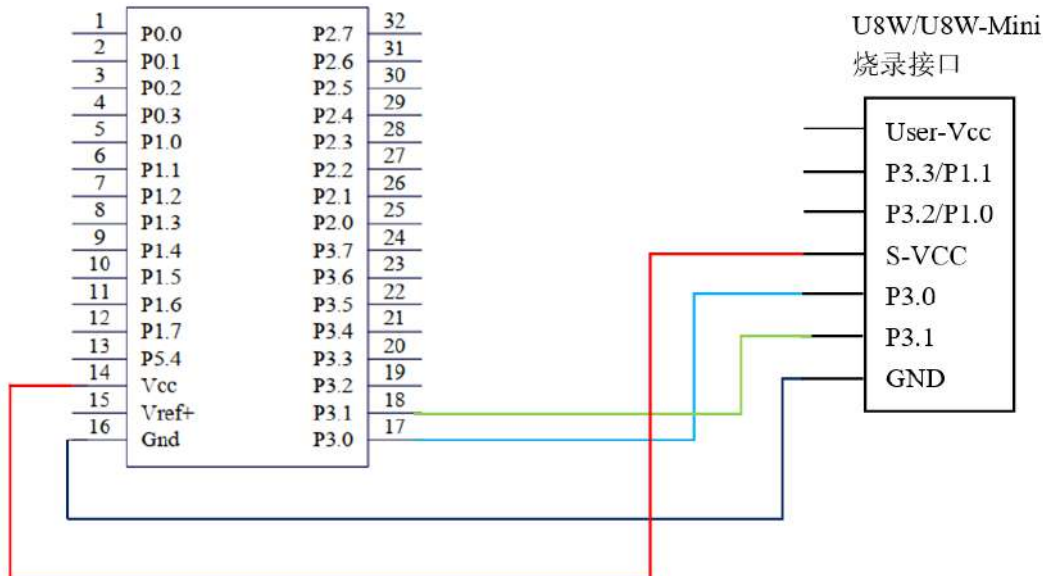 1 P0.0 P2.7 32
2 P0.1 P2.6 31
3 P0.2 P2.5 30
4 P0.3 P2.4 29
5 P1.0 P2.3 28
6 P1.1 P2.2 27
7 P1.2 P2.1 26
8 P1.3 P2.0 25
9 P1.4 P3.7 24
10 P1.5 P3.6 23
11 P1.6 P3.5 22
12 P1.7 P3.4 21
13 P5.4 P3.3 20
14 Vcc P3.2 19
15 Vref+ P3.1 18
16 Gnd P3.0 17
U8W/U8W-Mini
烧录接口
User-Vcc
P3.3/P1.1
P3.2/P1.0
S-VCC
P3.0
P3.1
GND